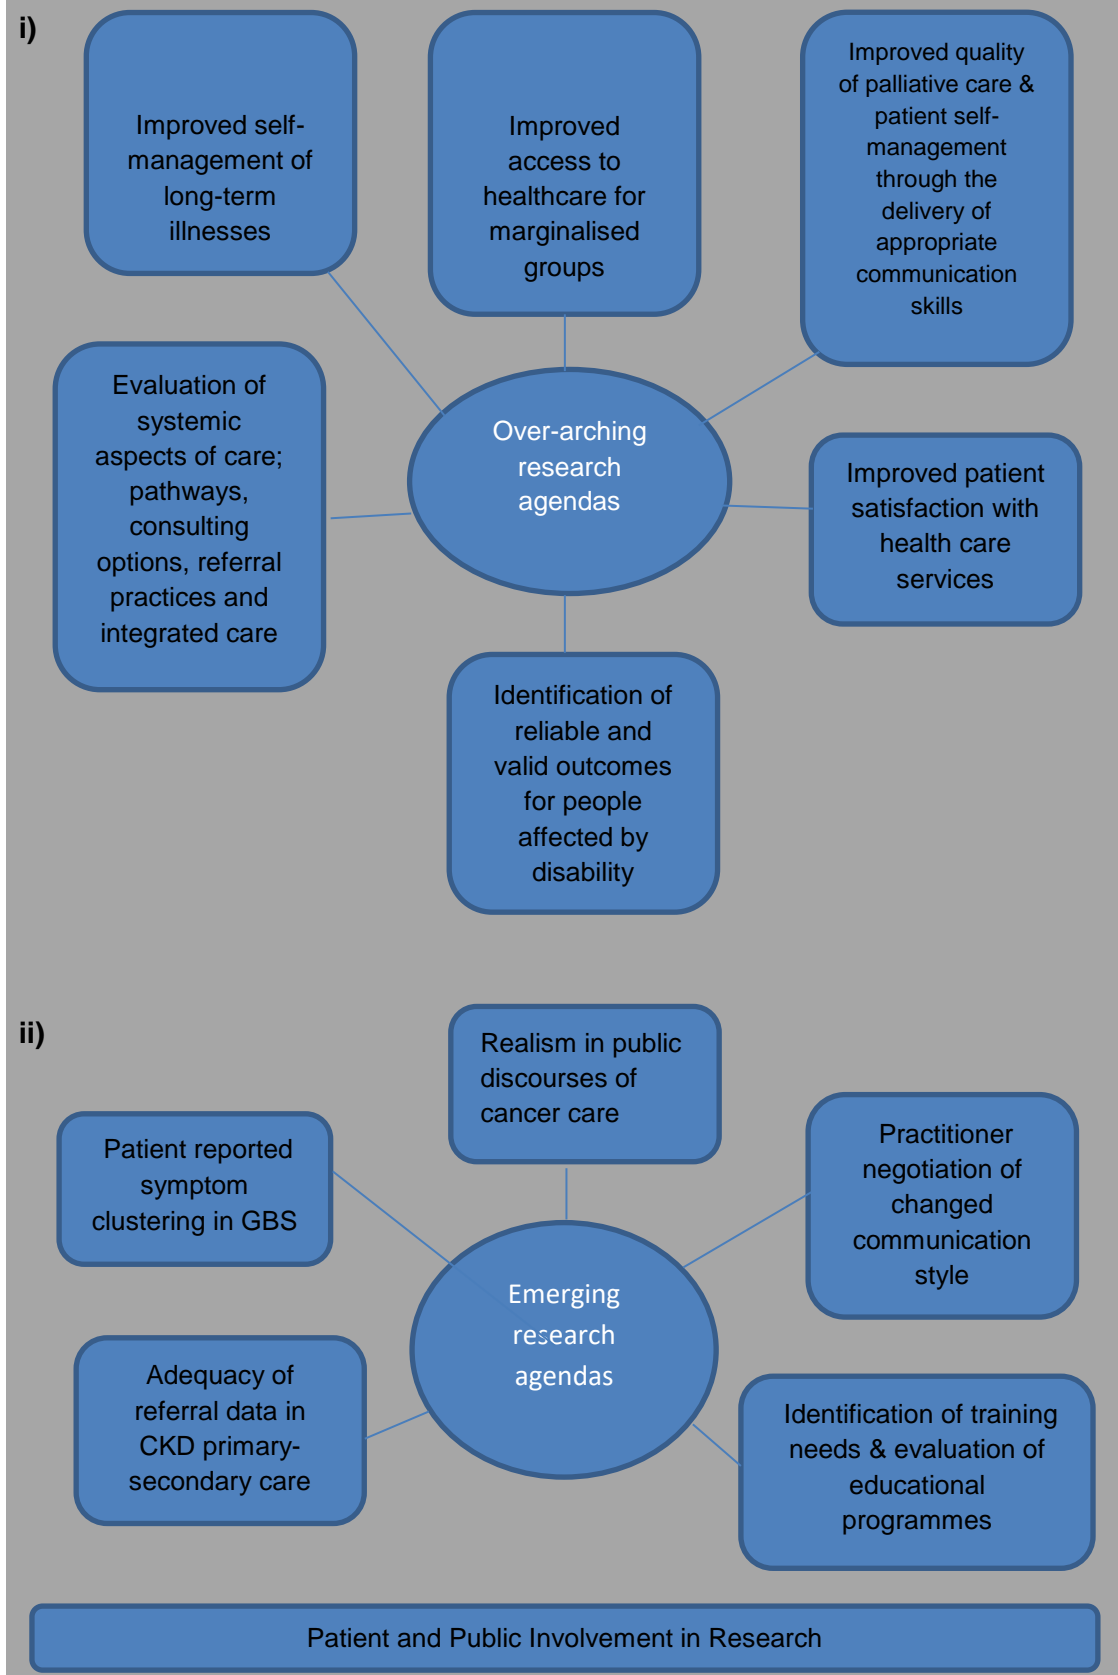 i)
Improved self-
management of
long-term
illnesses
Improved
access to
healthcare for
marginalised
groups
Improved quality
of palliative care &
patient self-
management
through the
delivery of
appropriate
communication
skills
Evaluation of
systemic
aspects of care;
pathways,
consulting
options, referral
practices and
integrated care
Over-arching
research
agendas
Improved patient
satisfaction with
health care
services
Identification of
reliable and
valid outcomes
for people
affected by
disability
ii)
Realism in public
discourses of
cancer care
Patient reported
symptom
clustering in GBS
Practitioner
negotiation of
changed
communication
style
Emerging
research
agendas
Adequacy of
referral data in
CKD primary-
secondary care
Identification of training
needs & evaluation of
educational
programmes
Patient and Public Involvement in Research